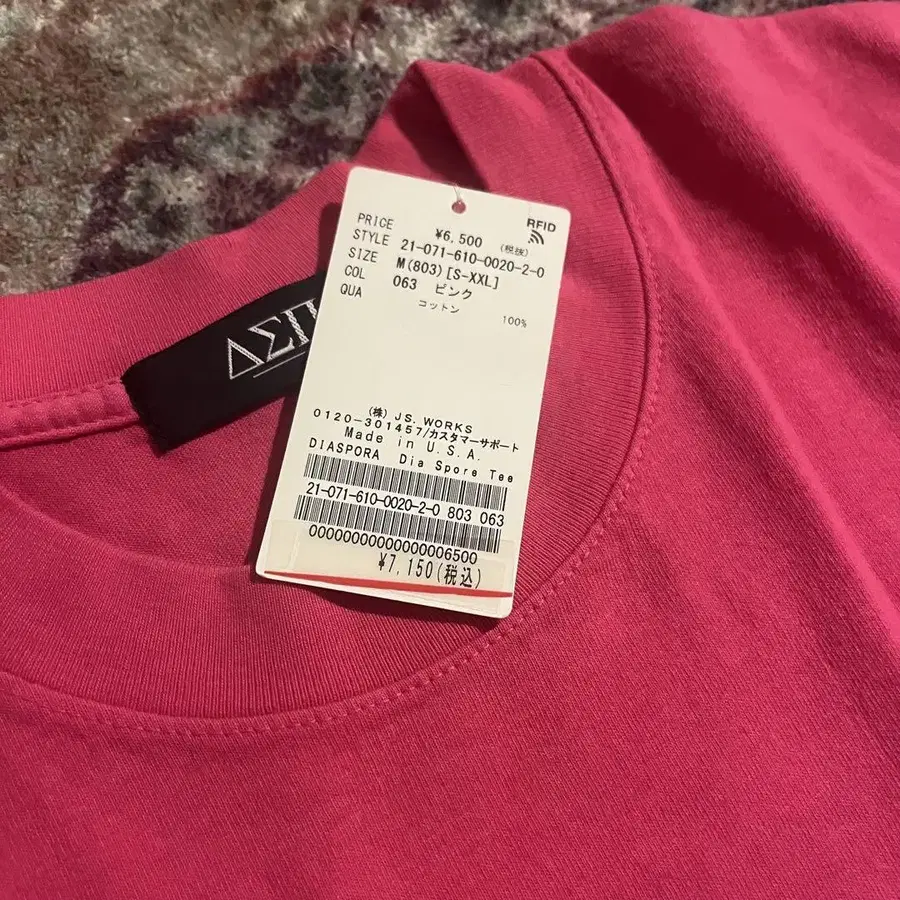 RFID
PRICE ¥6,500 (税抜)
STYLE 21-071-610-0020-2-0
SIZE M(803)[S-XXL]
COL 063 ピンク
QUA コットン 100%
ΔΣΠ
(株) JS. WORKS
0120-301457/カスタマーサポート
Made in U.S.A.
DIASPORA Dia Spore Tee
21-071-610-0020-2-0 803 063
00000000000000006500
¥7,150(税込)